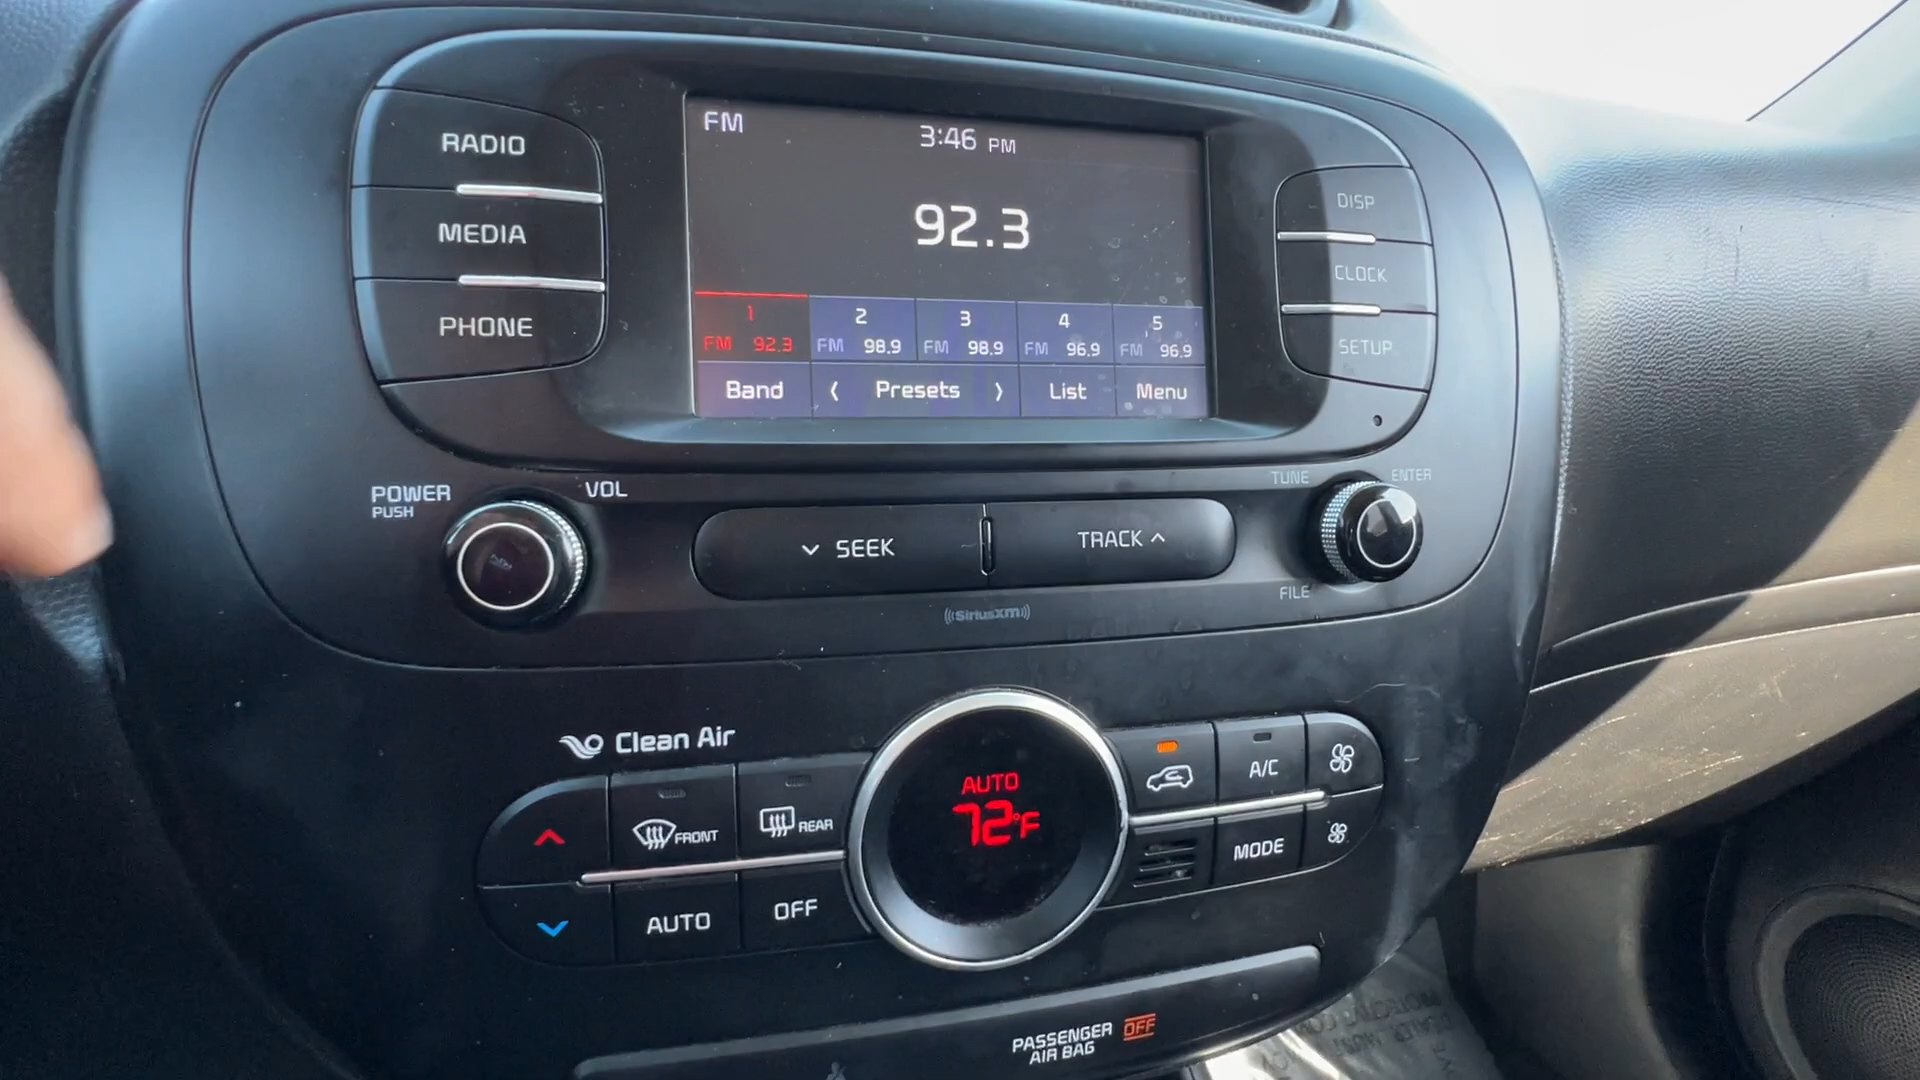 RADIO
MEDIA
PHONE
FM
3:46 PM
92.3
1
FM 92.3
2
FM 98.9
3
FM 98.9
4
FM 96.9
5
FM 96.9
Band
Presets
List
Menu
DISP
CLOCK
SETUP
POWER
PUSH
VOL
SEEK
TRACK
TUNE
ENTER
FILE
SiriusXM
Clean Air
FRONT
REAR
AUTO
OFF
AUTO
72°F
A/C
MODE
PASSENGER
AIR BAG
OFF